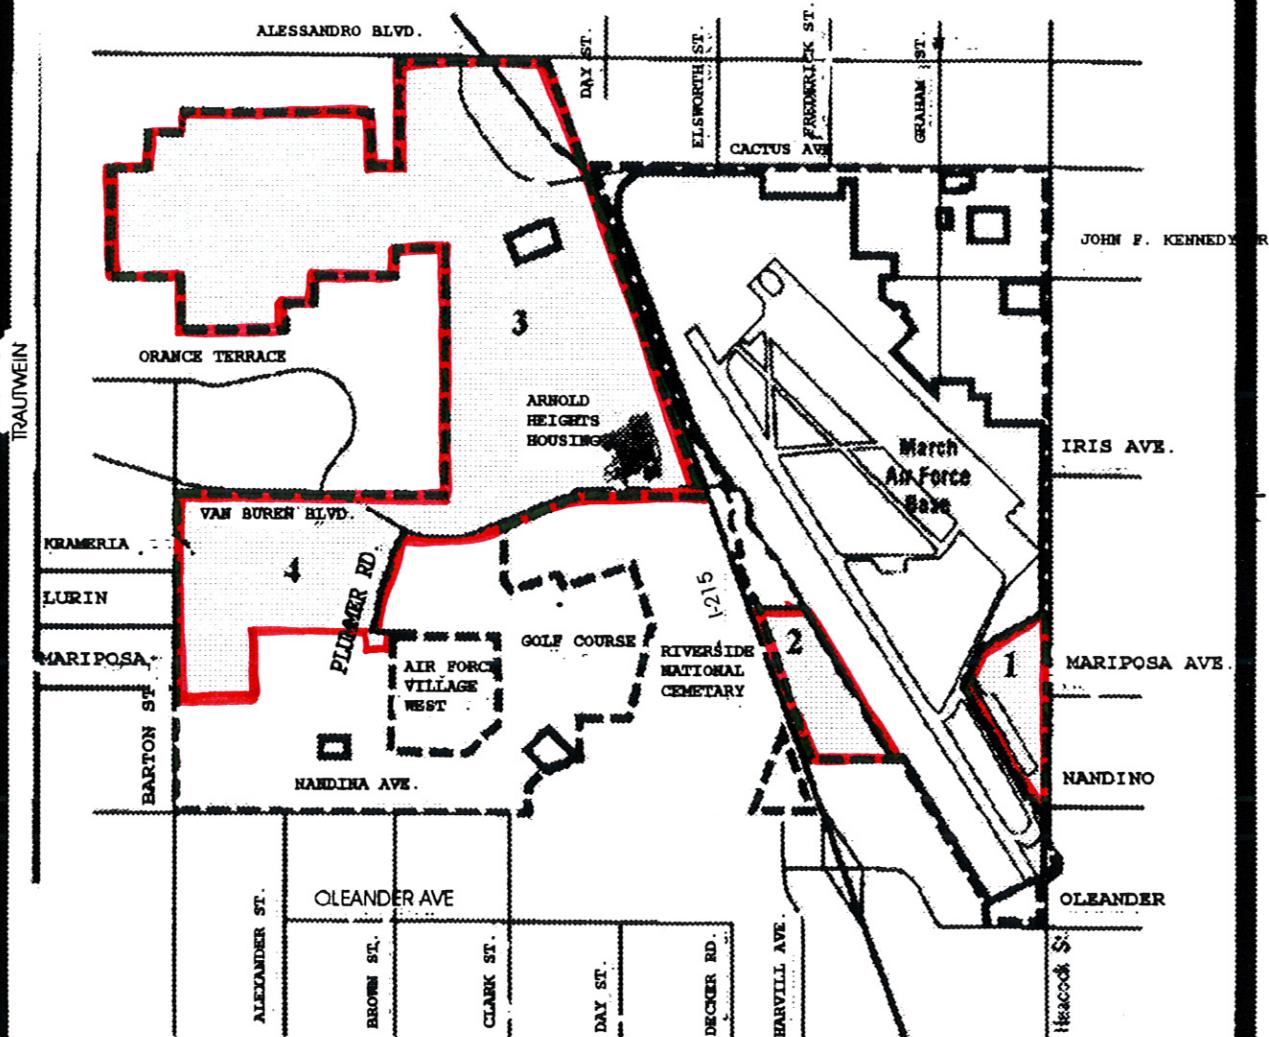 ALESSANDRO BLVD.
DAY ST.
ELSWORTH ST.
FREDERICK ST.
GRAHAM ST.
CACTUS AVE
JOHN F. KENNEDY DR
3
ORANCE TERRACE
TRAUTWEIN
ARNOLD
HEIGHTS
HOUSING
March
Air Force
Base
IRIS AVE.
VAN BUREN BLVD.
KRAMERIA
4
PLUMMER RD.
LURIN
I-215
MARIPOSA
GOLF COURSE
2
RIVERSIDE
NATIONAL
CEMETARY
1
MARIPOSA AVE.
AIR FORCE
VILLAGE
WEST
BARTON ST
NANDINA AVE.
NANDINO
OLEANDER AVE
OLEANDER
ALEXANDER ST.
BROWN ST.
CLARK ST.
DAY ST.
DECKER RD.
HARVILL AVE.
Heacock S